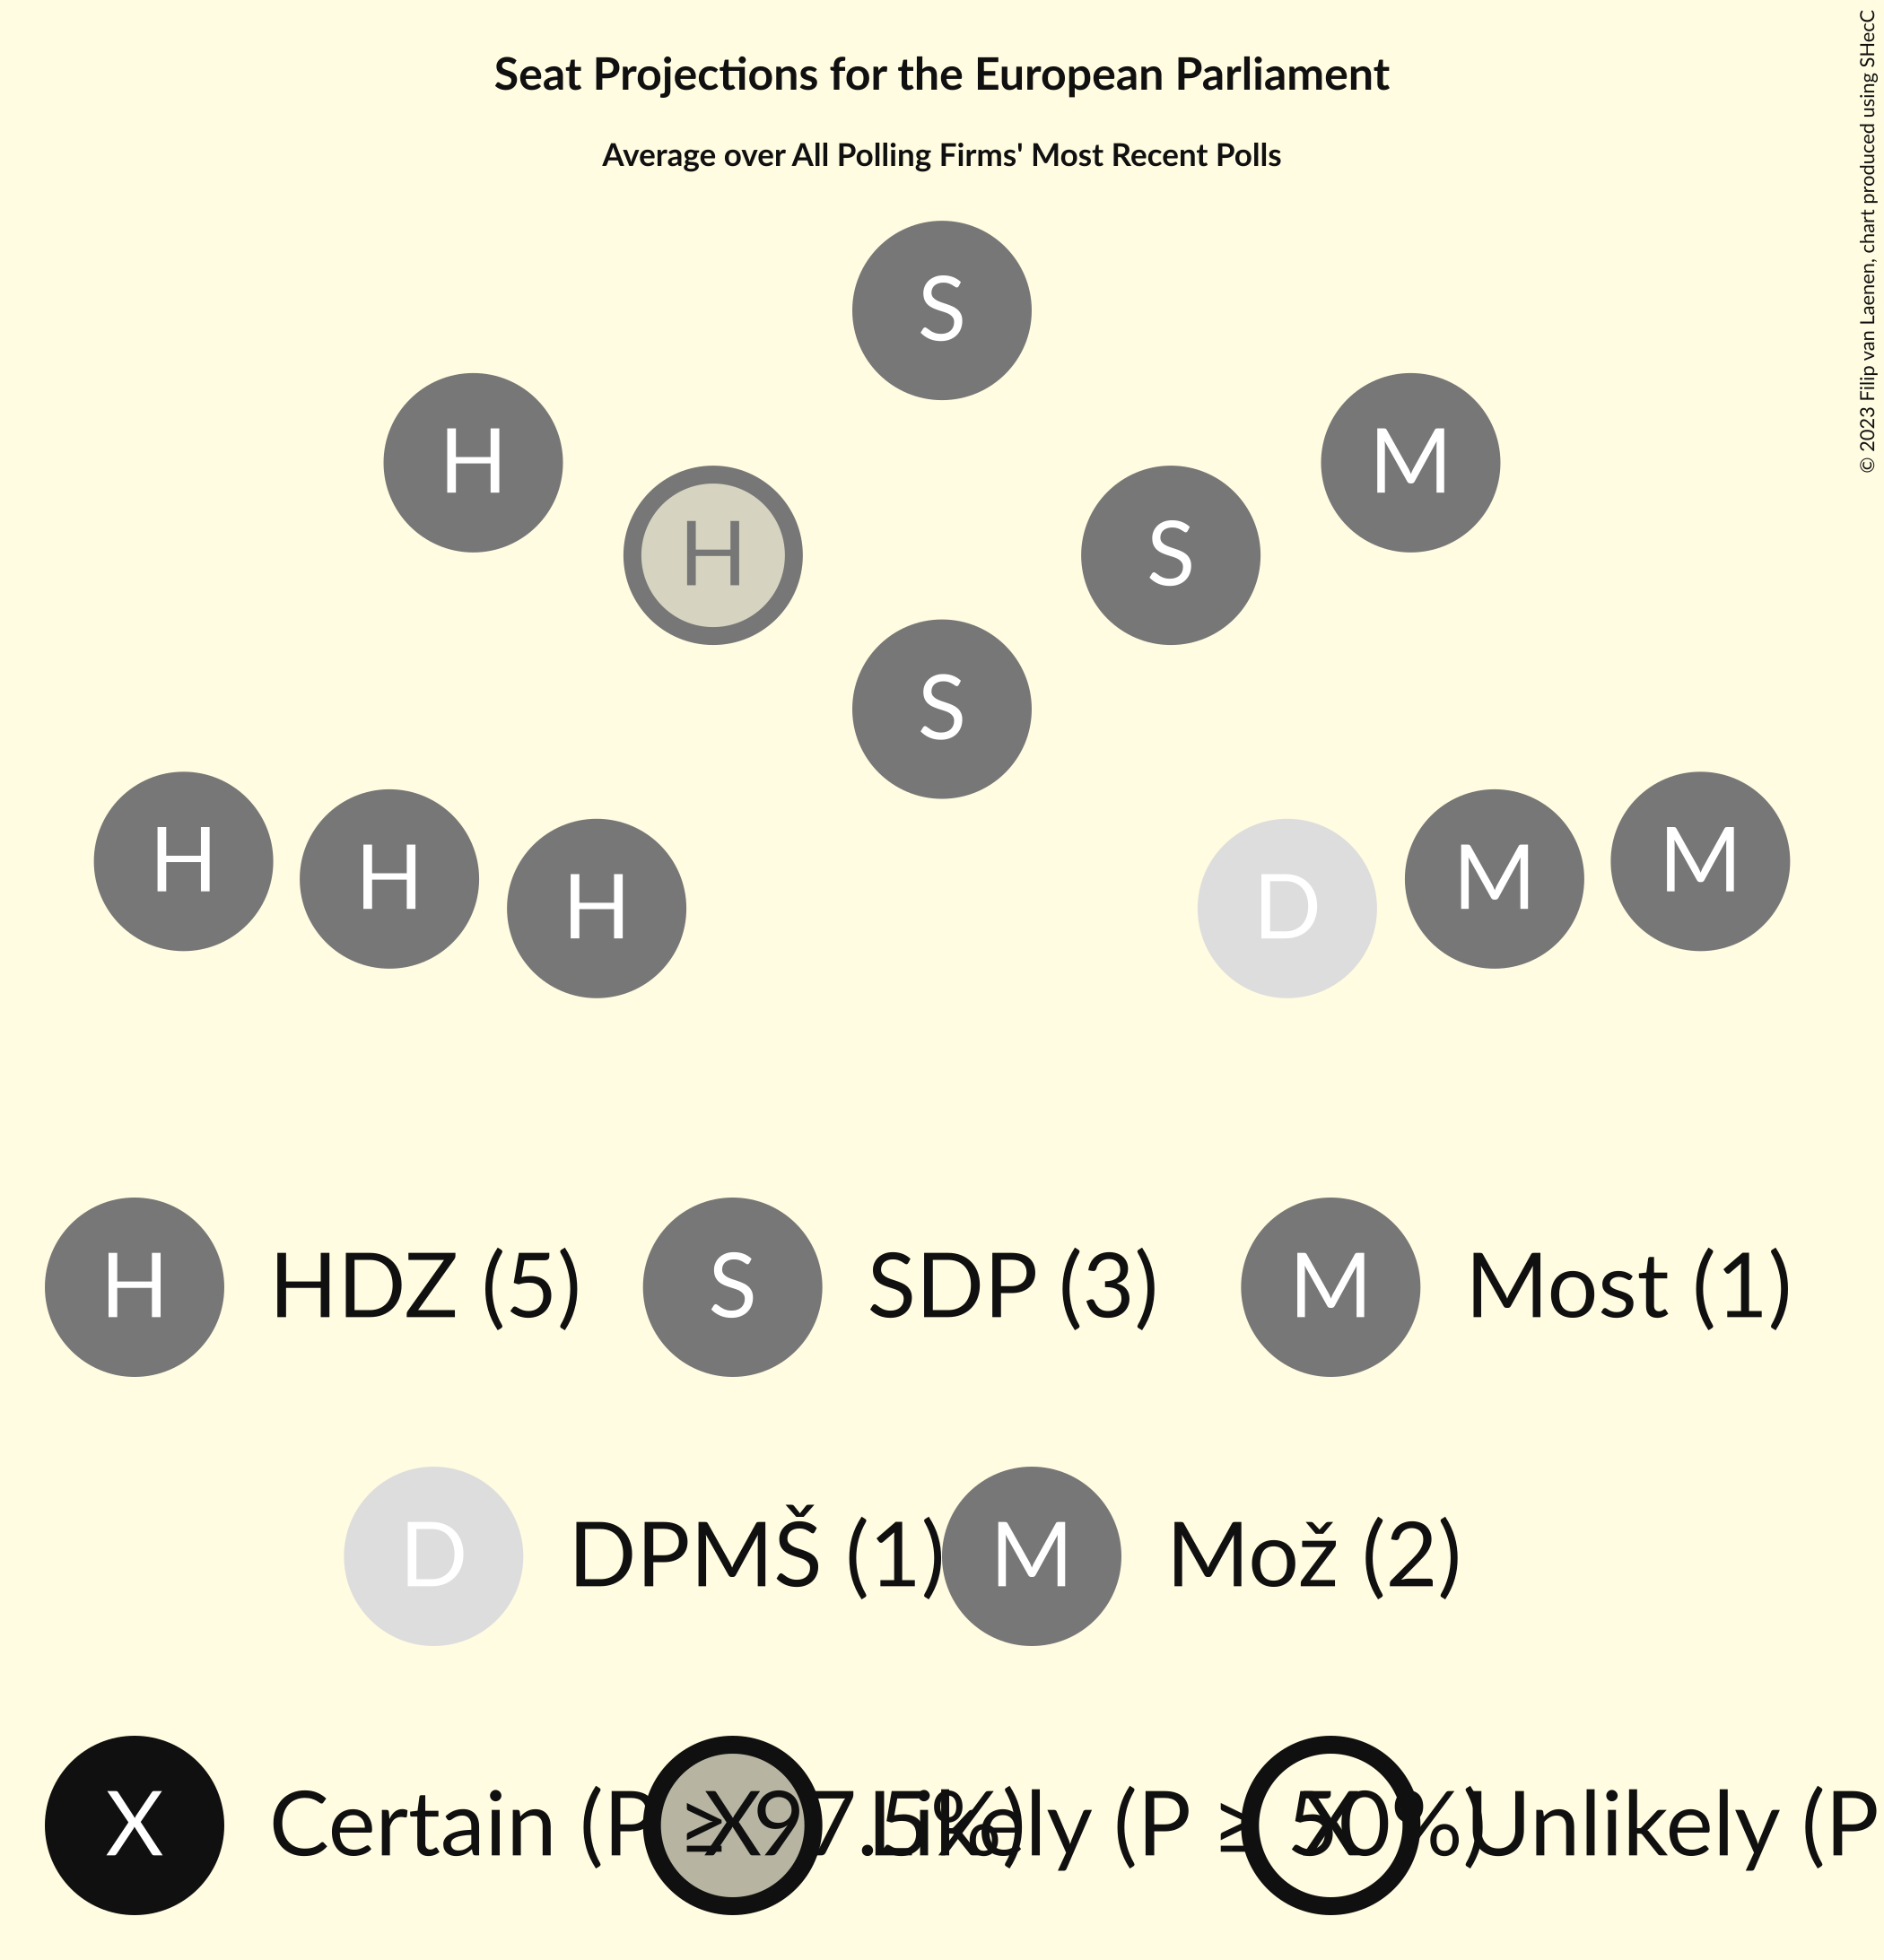 Seat Projections for the European Parliament
Average over All Polling Firms' Most Recent Polls
© 2023 Filip van Laenen, chart produced using SHecC
S
H
M
H
S
S
H
H
H
D
M
M
H HDZ (5) S SDP (3) M Most (1)
D DPMŠ (1) M Mož (2)
X Certain (P ≥ 97.5%) X Likely (P ≥ 50%) X Unlikely (P